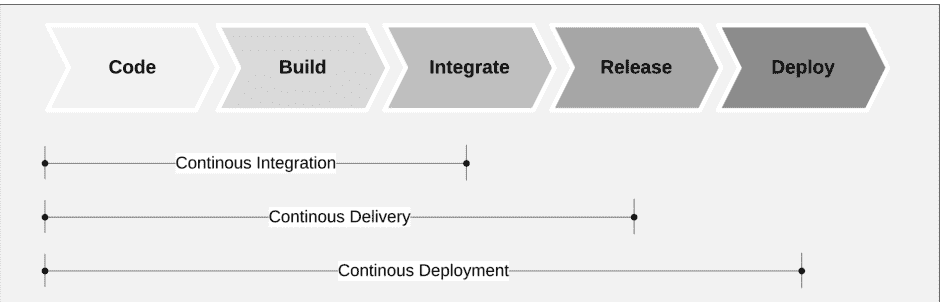 Code
Build
Integrate
Release
Deploy
Continous Integration
Continous Delivery
Continous Deployment